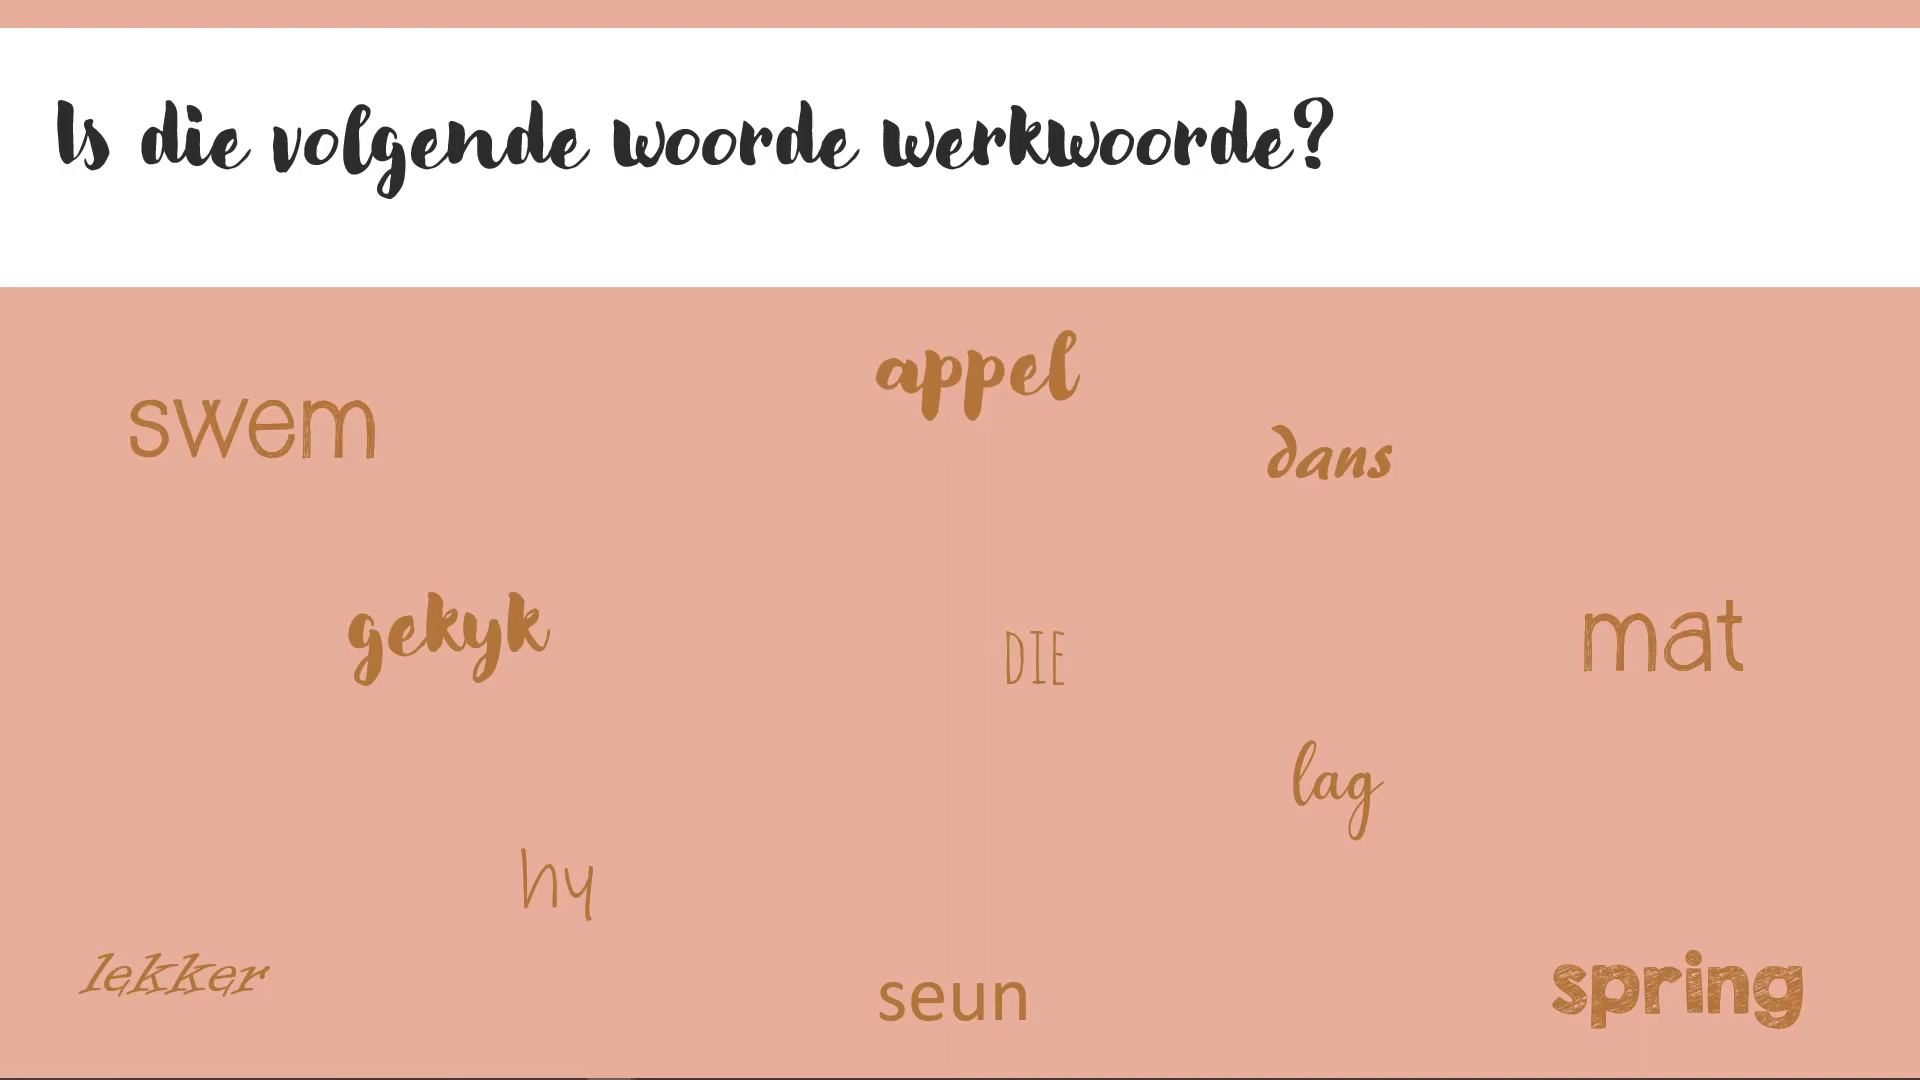 Is die volgende woorde werkwoorde?
appel
swem
dans
gekyk
DIE
mat
lag
hy
lekker
seun
spring